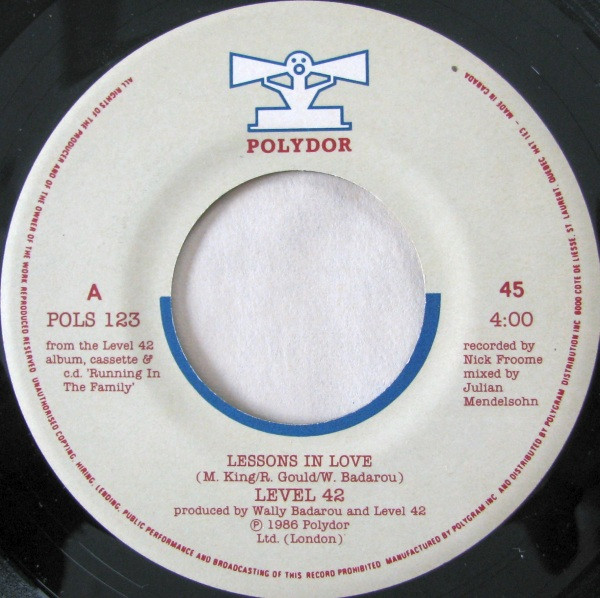 POLYDOR
A
POLS 123
from the Level 42
album, cassette &
c.d. 'Running In
The Family'
45
4:00
recorded by
Nick Froome
mixed by
Julian
Mendelsohn
LESSONS IN LOVE
(M. King/R. Gould/W. Badarou)
LEVEL 42
produced by Wally Badarou and Level 42
℗ 1986 Polydor
Ltd. (London)
ALL RIGHTS OF THE PRODUCER AND OF THE OWNER OF THE WORK REPRODUCED RESERVED UNAUTHORISED COPYING, HIRING, LENDING, PUBLIC PERFORMANCE AND BROADCASTING OF THIS RECORD PROHIBITED MANUFACTURED BY POLYGRAM INC AND DISTRIBUTED BY POLYGRAM DISTRIBUTION INC 6000 COTE DE LIESSE, ST LAURENT, QUEBEC H4T 1E3 - MADE IN CANADA